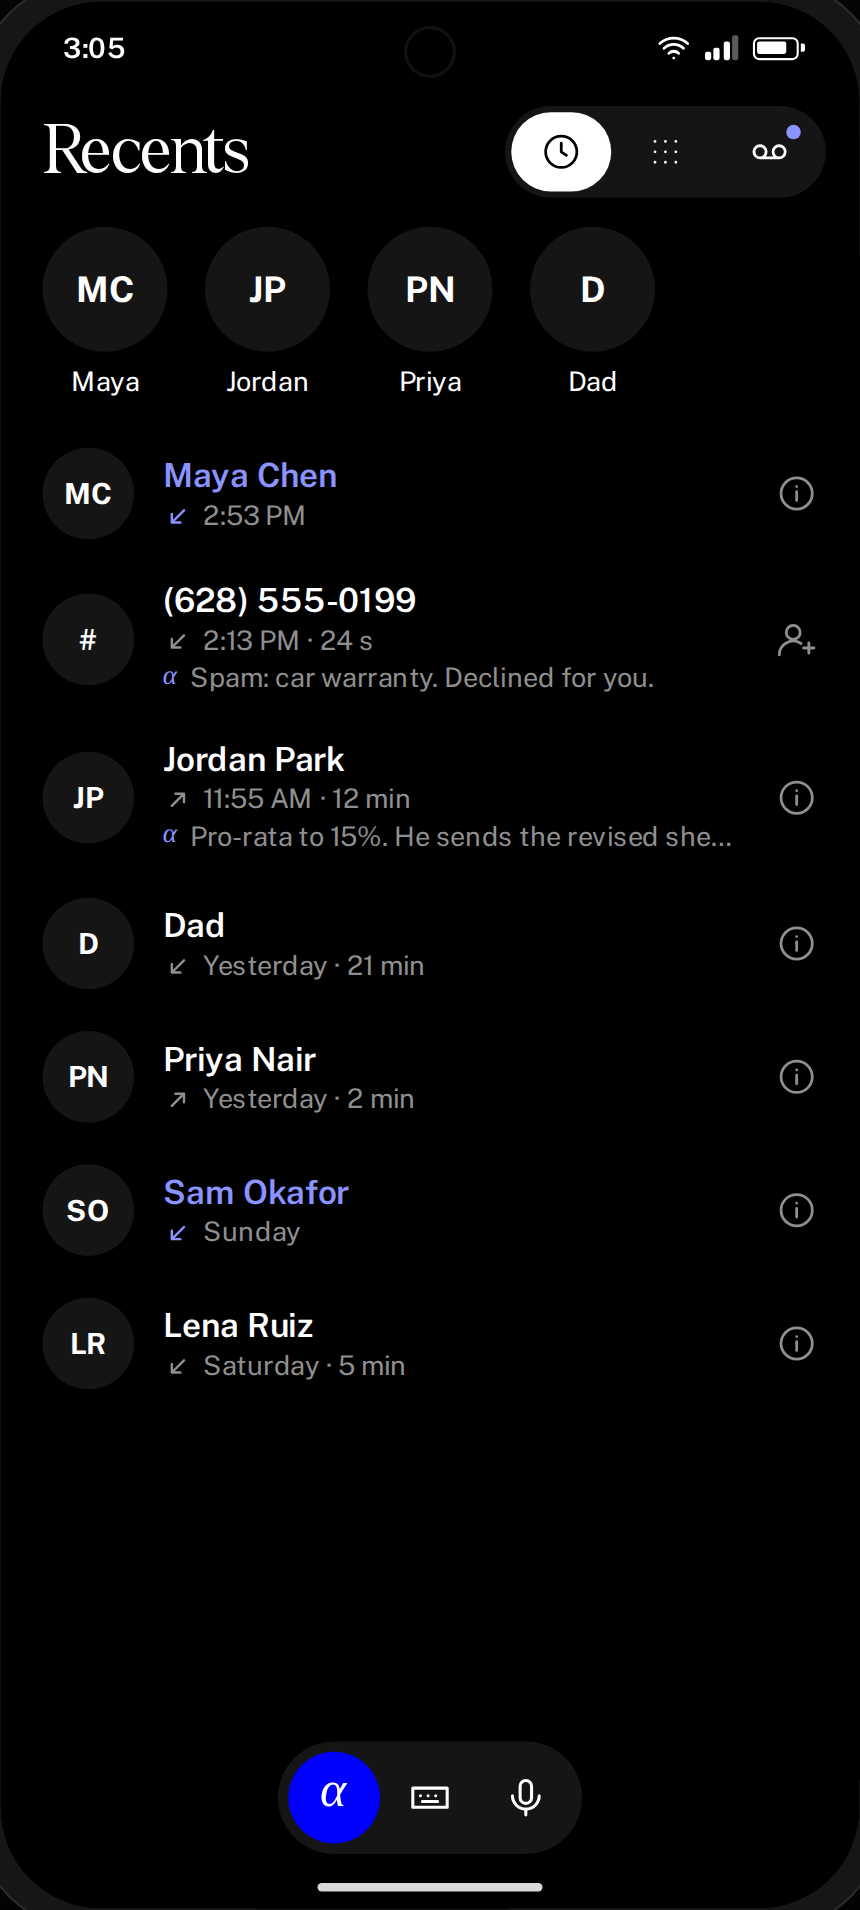 3:05
Recents
MC
JP
PN
D
Maya
Jordan
Priya
Dad
MC
Maya Chen
2:53 PM
#
(628) 555-0199
2:13 PM · 24 s
α Spam: car warranty. Declined for you.
JP
Jordan Park
11:55 AM · 12 min
α Pro-rata to 15%. He sends the revised she...
D
Dad
Yesterday · 21 min
PN
Priya Nair
Yesterday · 2 min
SO
Sam Okafor
Sunday
LR
Lena Ruiz
Saturday · 5 min
α